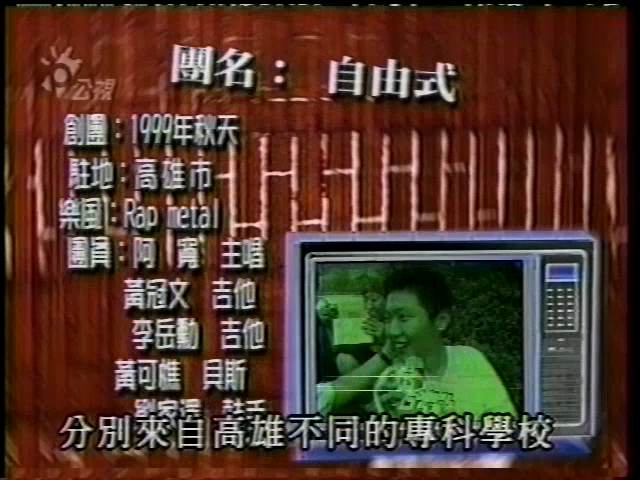 公視
團名： 自由式
創團：1999年秋天
駐地：高雄市
樂風：Rap metal
團員：阿 寬 主唱
黃冠文 吉他
李岳勳 吉他
黃可樵 貝斯
鼓手
分別來自高雄不同的專科學校